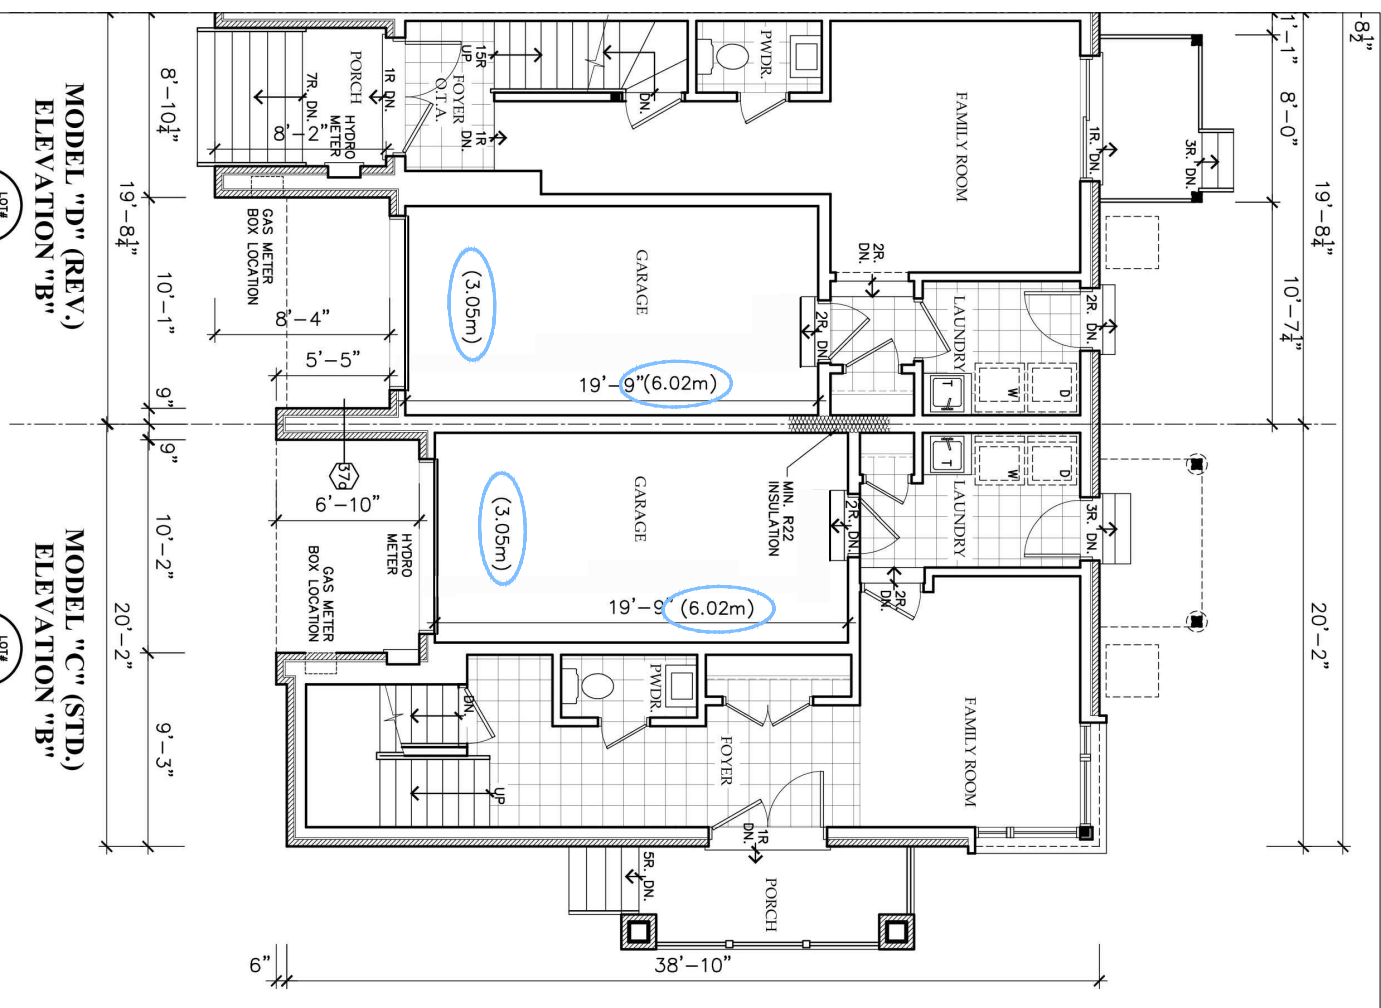 MODEL "D" (REV.)
ELEVATION "B"
LOT#
MODEL "C" (STD.)
ELEVATION "B"
LOT#
19'-8¼"
20'-2"
8'-10¼"
10'-1"
9"
9"
10'-2"
9'-3"
PORCH
7R. DN.
1R DN.
HYDRO
METER
8'-2"
FOYER
O.T.A.
15R
UP
1R
DN.
DN.
PWDR.
FAMILY ROOM
1R. DN.
3R. DN.
1'-1"
8'-0"
10'-7¼"
19'-8¼"
20'-2"
-8½"
GAS METER
BOX LOCATION
8'-4"
5'-5"
GARAGE
(3.05m)
19'-9"(6.02m)
2R.
DN.
2R. DN.
LAUNDRY
2R. DN.
T
W
D
37a
6'-10"
HYDRO
METER
GAS METER
BOX LOCATION
GARAGE
(3.05m)
19'-9" (6.02m)
MIN. R22
INSULATION
2R. DN.
T
W
D
LAUNDRY
3R. DN.
2R
DN.
PWDR.
DN.
UP
FOYER
1R
DN.
FAMILY ROOM
5R. DN.
PORCH
6"
38'-10"